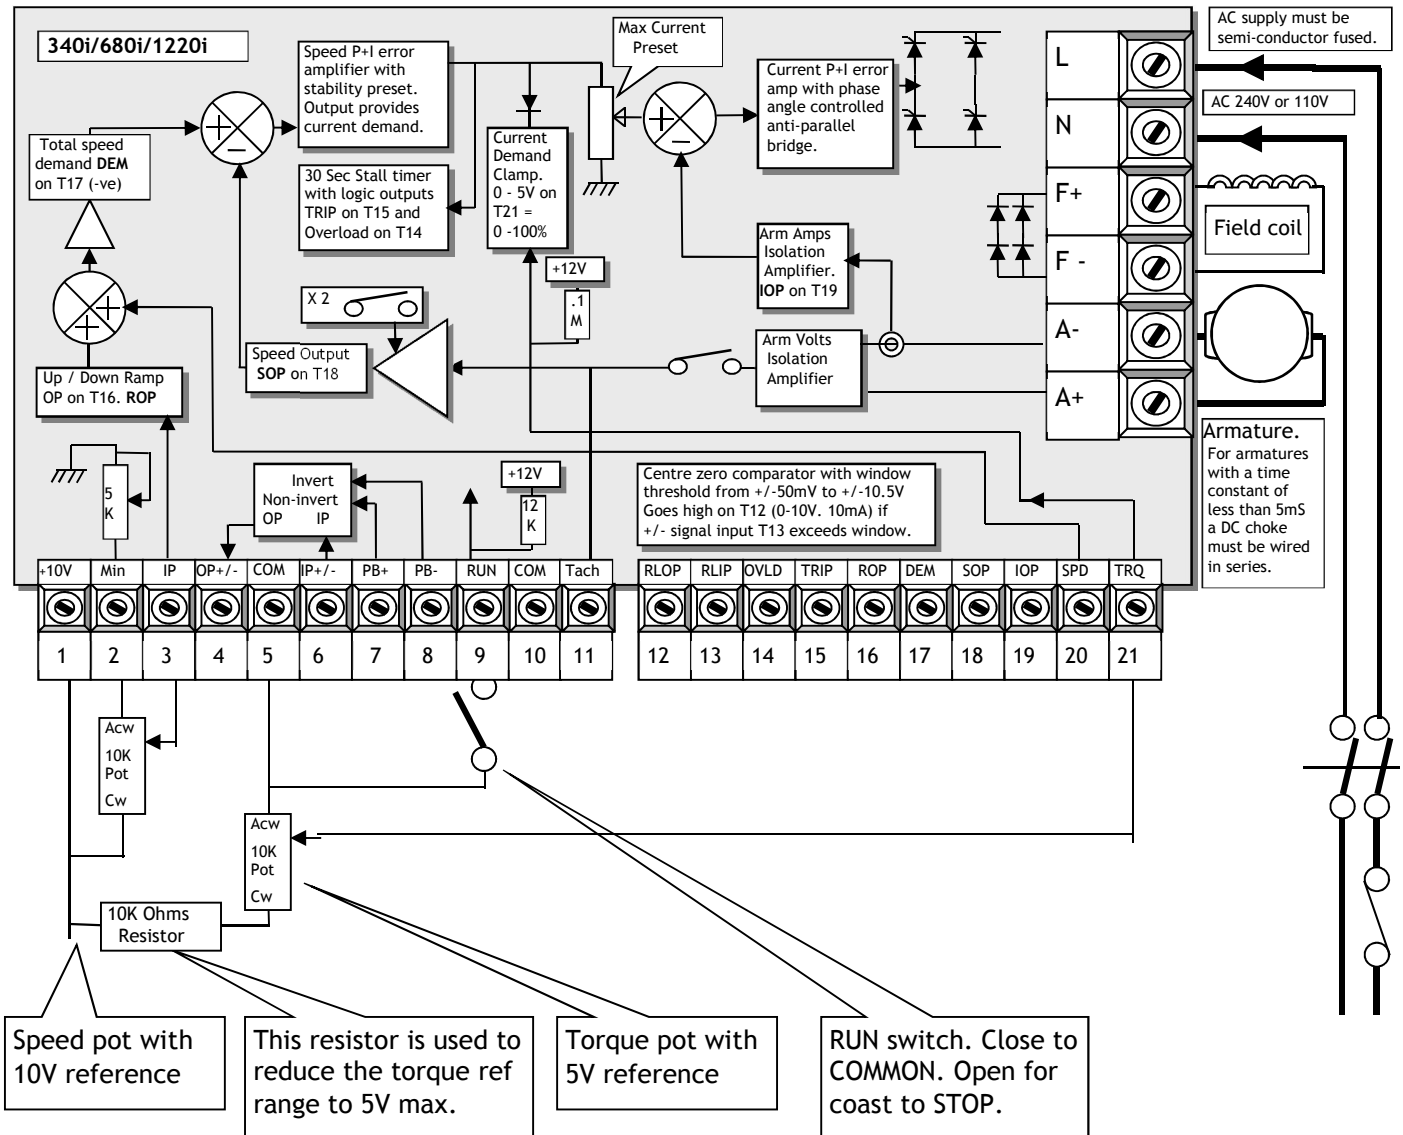 340i/680i/1220i
Speed P+I error
amplifier with
stability preset.
Output provides
current demand.
Max Current
Preset
Current P+I error
amp with phase
angle controlled
anti-parallel
bridge.
L
AC supply must be
semi-conductor fused.
AC 240V or 110V
N
Total speed
demand DEM
on T17 (-ve)
+
−
30 Sec Stall timer
with logic outputs
TRIP on T15 and
Overload on T14
Current
Demand
Clamp.
0 - 5V on
T21 =
0 -100%
+
−
F+
Field coil
F -
Arm Amps
Isolation
Amplifier.
IOP on T19
+12V
.1
M
X 2
+
+
Speed Output
SOP on T18
Arm Volts
Isolation
Amplifier
A-
A+
Up / Down Ramp
OP on T16. ROP
Armature.
For armatures
with a time
constant of
less than 5mS
a DC choke
must be wired
in series.
5
K
Invert
Non-invert
OP IP
+12V
12
K
Centre zero comparator with window
threshold from +/-50mV to +/-10.5V
Goes high on T12 (0-10V. 10mA) if
+/- signal input T13 exceeds window.
+10V Min IP OP+/- COM IP+/- PB+ PB- RUN COM Tach RLOP RLIP OVLD TRIP ROP DEM SOP IOP SPD TRQ
1 2 3 4 5 6 7 8 9 10 11 12 13 14 15 16 17 18 19 20 21
Acw
10K
Pot
Cw
Acw
10K
Pot
Cw
10K Ohms
Resistor
Speed pot with
10V reference
This resistor is used to
reduce the torque ref
range to 5V max.
Torque pot with
5V reference
RUN switch. Close to
COMMON. Open for
coast to STOP.